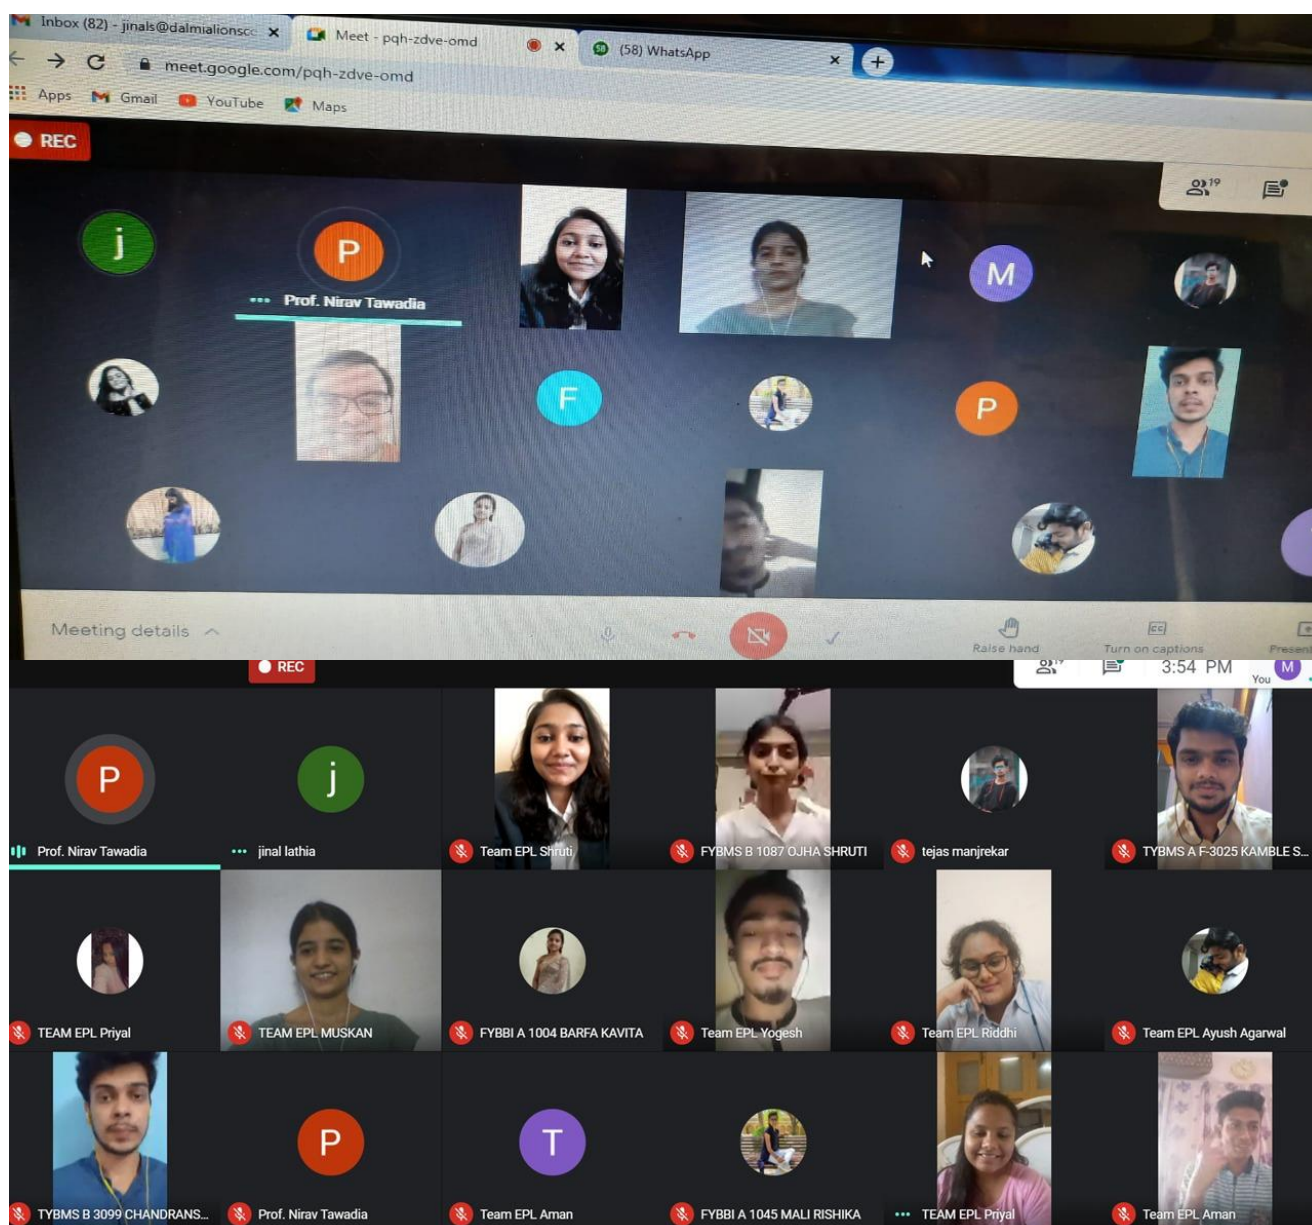 Inbox (82) - jinals@dalmialionsc
Meet - pqh-zdve-omd
(58) WhatsApp
meet.google.com/pqh-zdve-omd
Apps Gmail YouTube Maps
REC
19
j
P
M
Prof. Nirav Tawadia
F
P
Meeting details
Raise hand
CC
Turn on captions
Present
REC
19
3:54 PM
You
M
P
j
Prof. Nirav Tawadia
jinal lathia
Team EPL Shruti
FYBMS B 1087 OJHA SHRUTI
tejas manjrekar
TYBMS A F-3025 KAMBLE S...
TEAM EPL Priyal
TEAM EPL MUSKAN
FYBBI A 1004 BARFA KAVITA
Team EPL Yogesh
Team EPL Riddhi
Team EPL Ayush Agarwal
P
T
TYBMS B 3099 CHANDRANS...
Prof. Nirav Tawadia
Team EPL Aman
FYBBI A 1045 MALI RISHIKA
TEAM EPL Priyal
Team EPL Aman